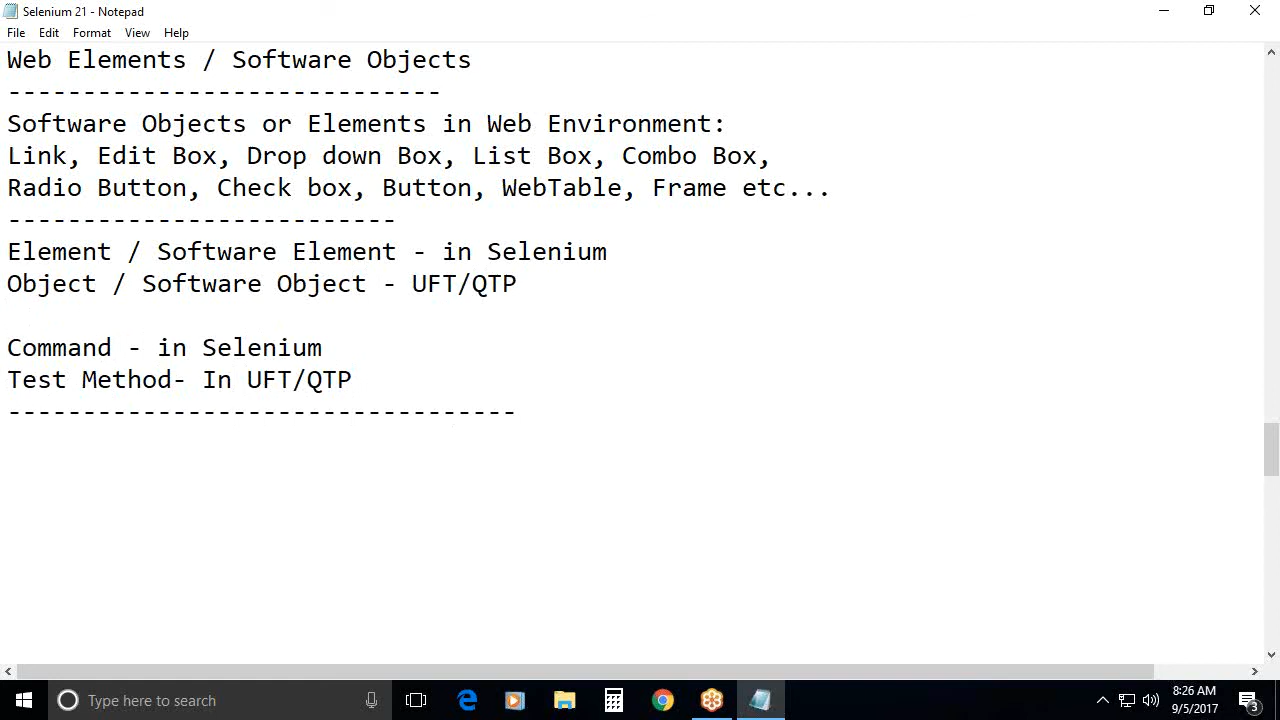 Selenium 21 - Notepad
File Edit Format View Help
Web Elements / Software Objects
-----------------------------
Software Objects or Elements in Web Environment:
Link, Edit Box, Drop down Box, List Box, Combo Box,
Radio Button, Check box, Button, WebTable, Frame etc...
--------------------------
Element / Software Element - in Selenium
Object / Software Object - UFT/QTP
Command - in Selenium
Test Method- In UFT/QTP
----------------------------------
Type here to search
8:26 AM
9/5/2017
3